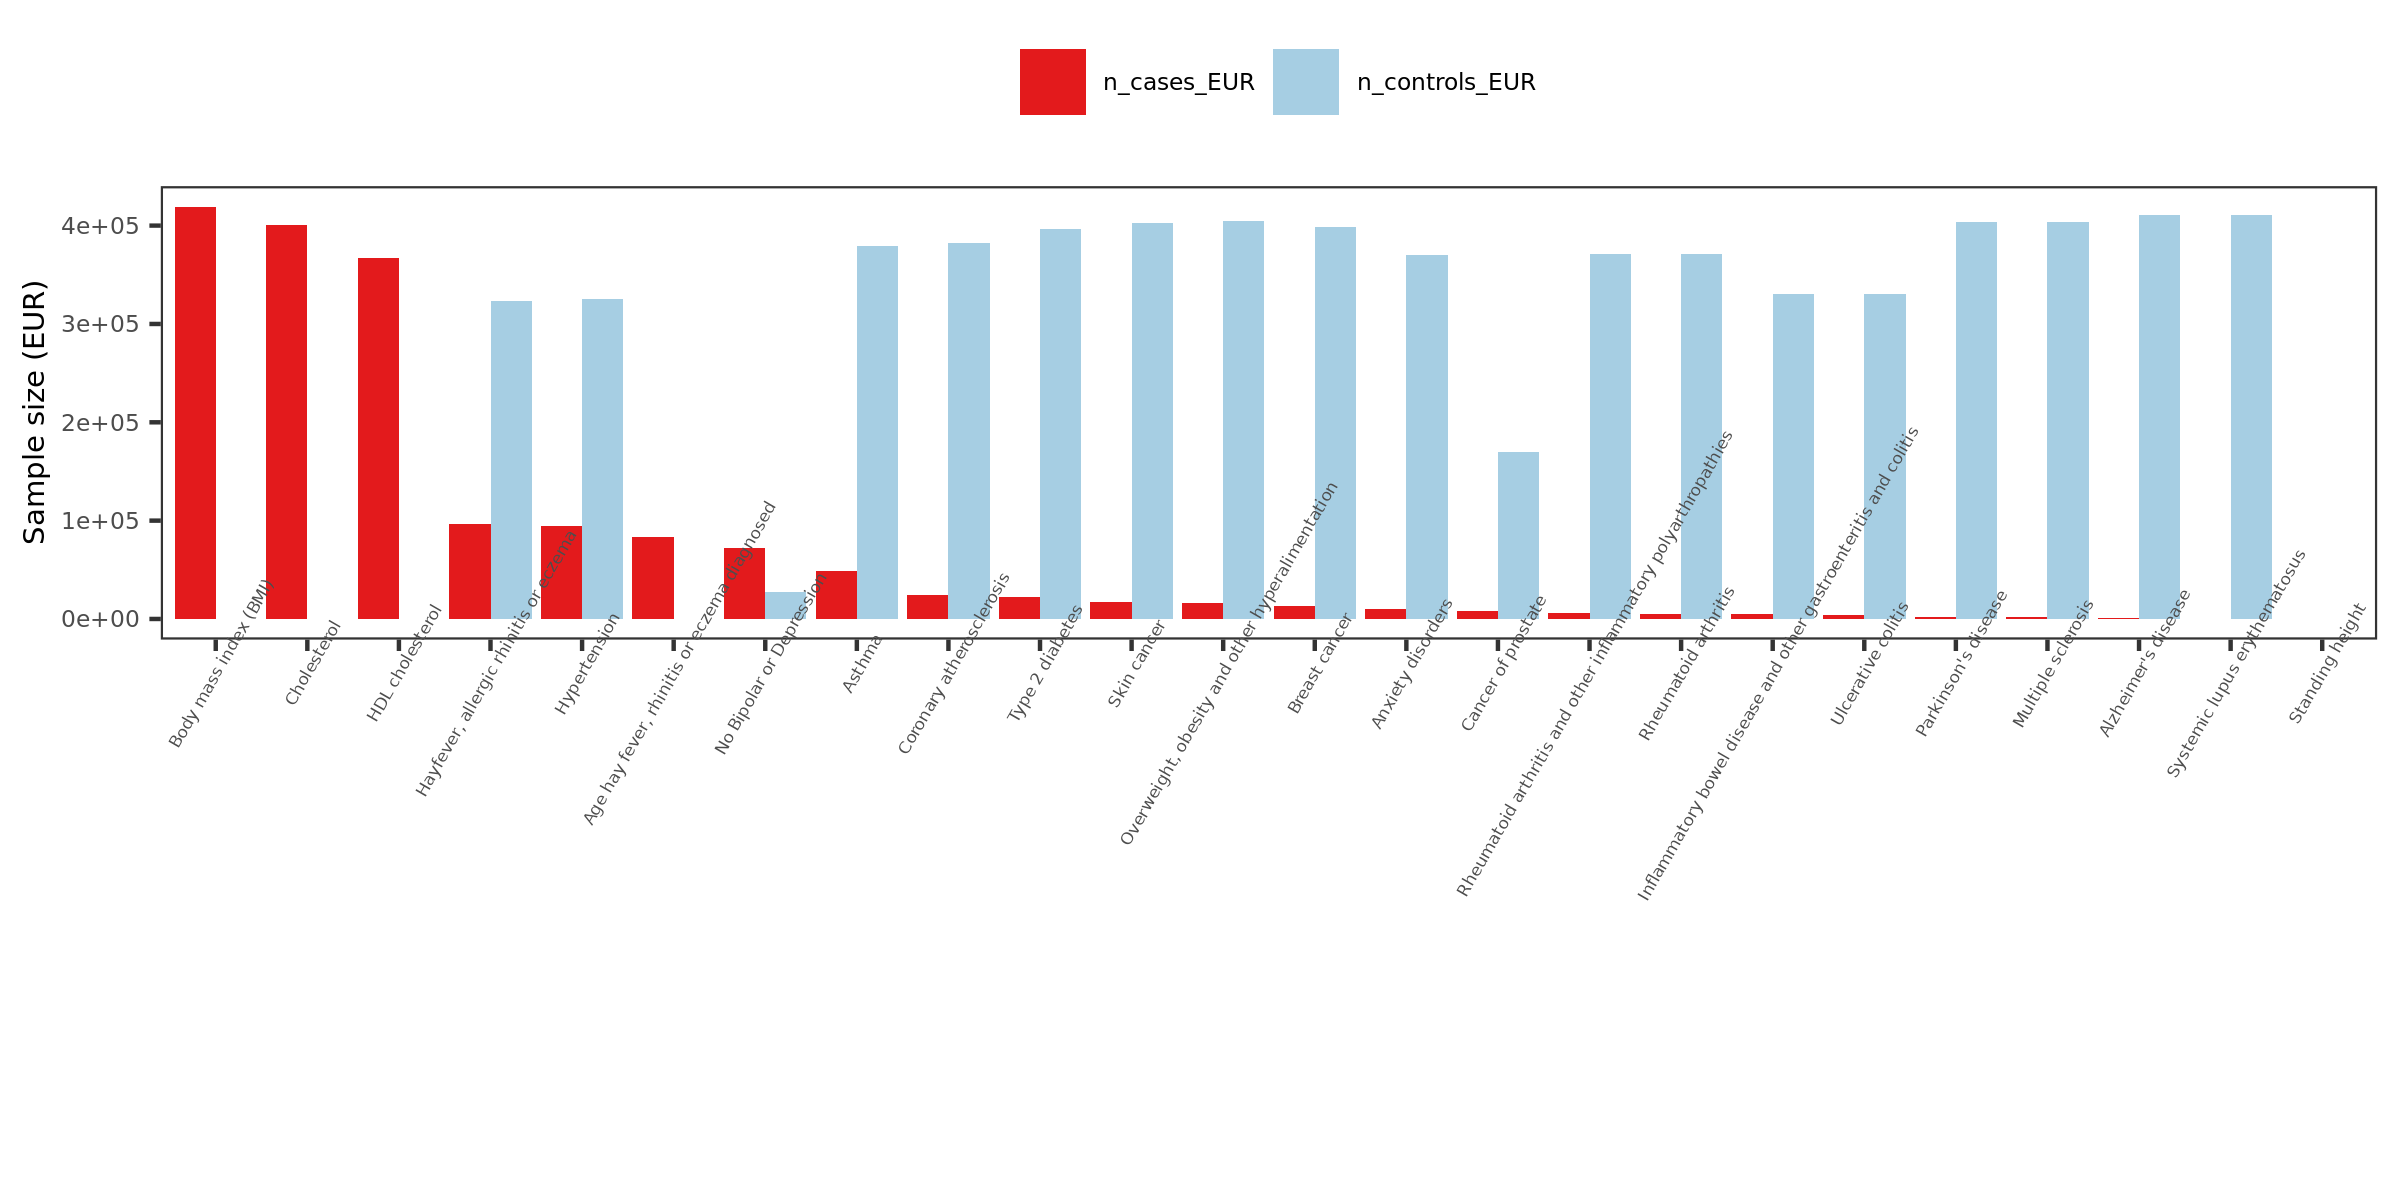 n_cases_EUR n_controls_EUR
Sample size (EUR)
4e+05
3e+05
2e+05
1e+05
0e+00
Body mass index (BMI)
Cholesterol
HDL cholesterol
Hayfever, allergic rhinitis or eczema
Hypertension
Age hay fever, rhinitis or eczema diagnosed
No Bipolar or Depression
Asthma
Coronary atherosclerosis
Type 2 diabetes
Skin cancer
Overweight, obesity and other hyperalimentation
Breast cancer
Anxiety disorders
Cancer of prostate
Rheumatoid arthritis and other inflammatory polyarthropathies
Rheumatoid arthritis
Inflammatory bowel disease and other gastroenteritis and colitis
Ulcerative colitis
Parkinson's disease
Multiple sclerosis
Alzheimer's disease
Systemic lupus erythematosus
Standing height